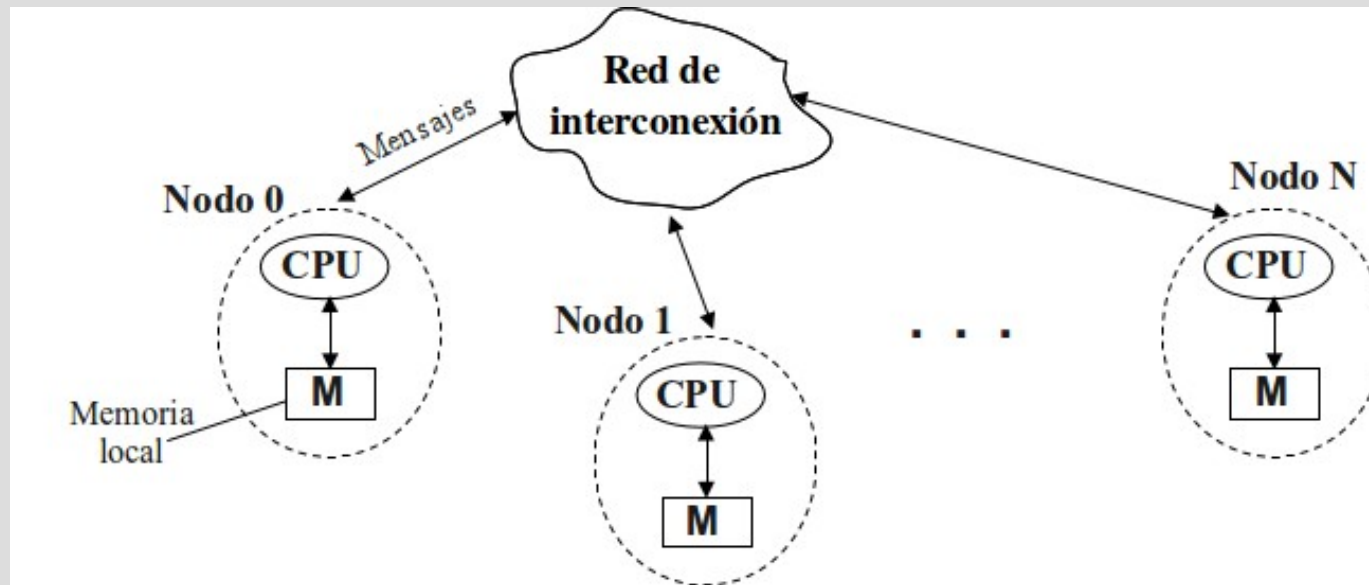 Red de
interconexión
Mensajes
Nodo 0
CPU
M
Memoria
local
Nodo 1
CPU
M
. . .
Nodo N
CPU
M